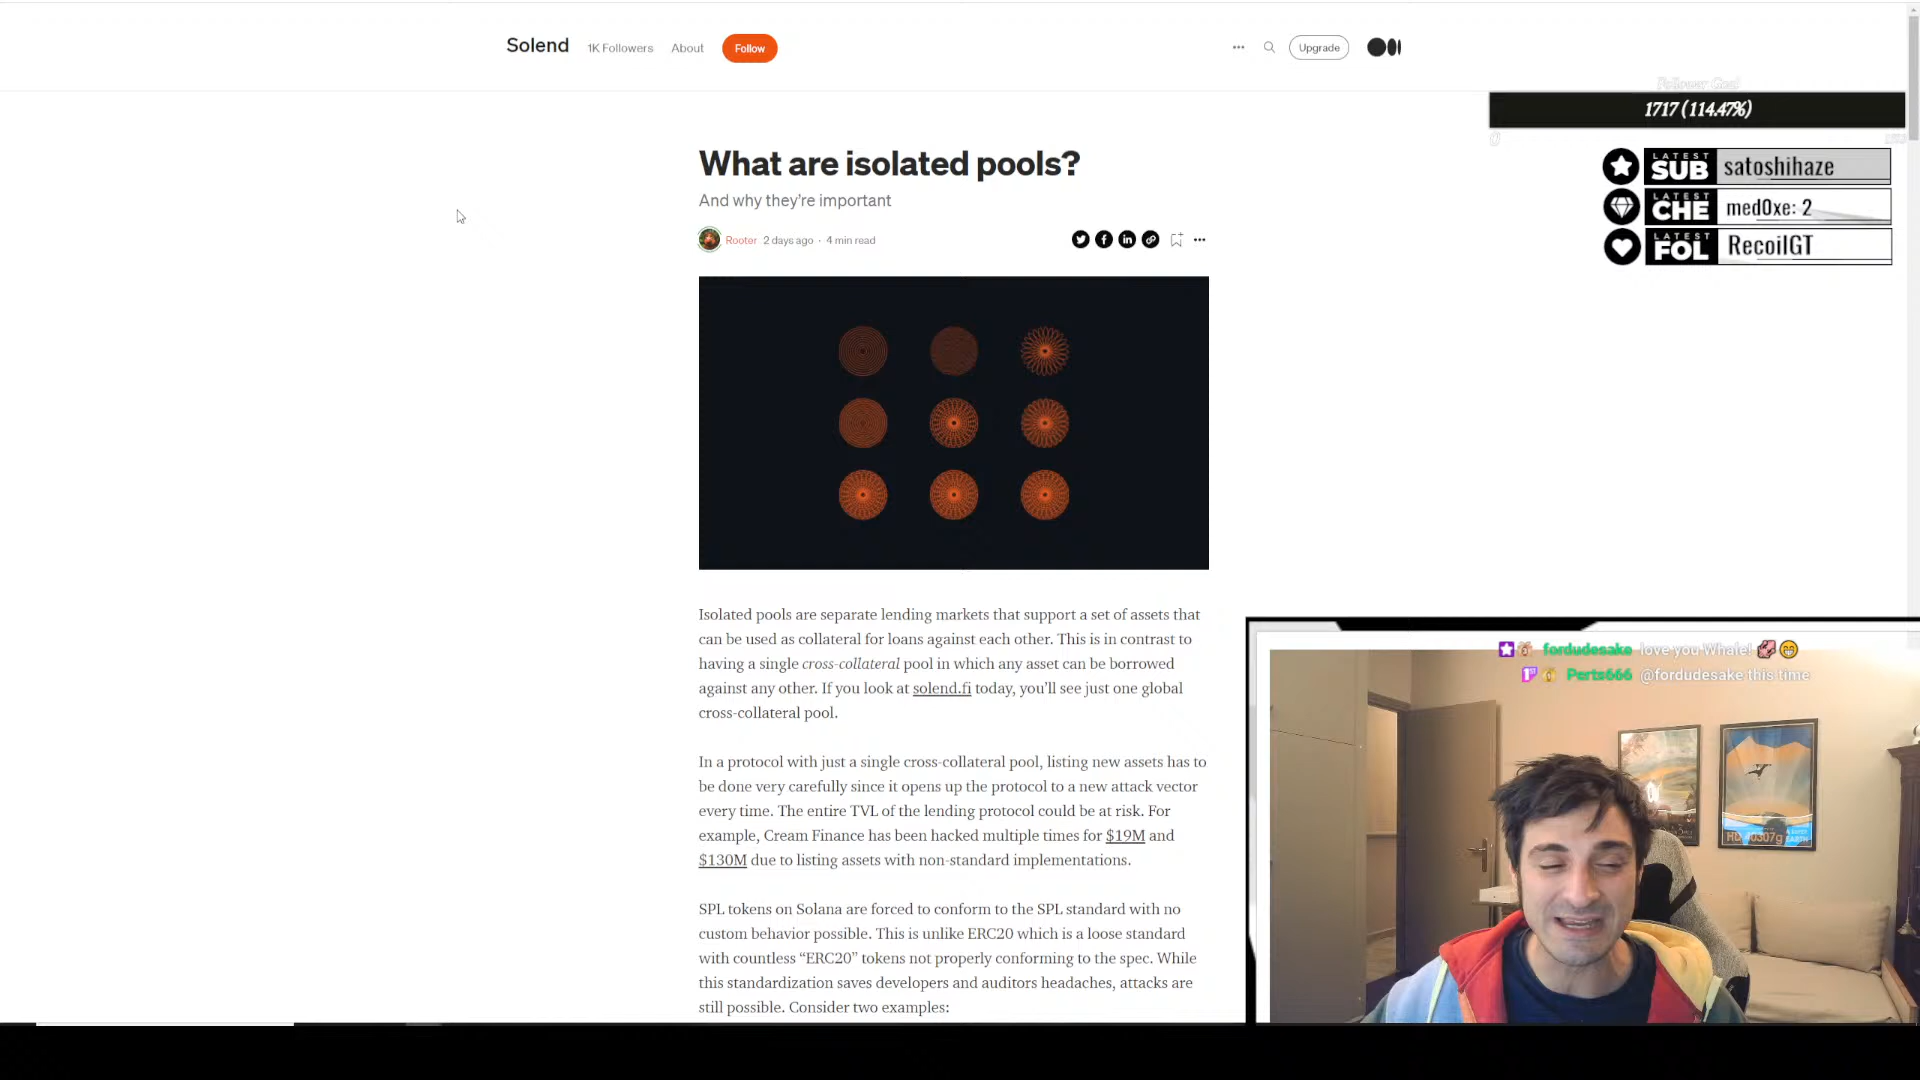 Solend
1K Followers
About
Follow
Upgrade
Follower Goal
1717 (114.47%)
0
What are isolated pools?
And why they're important
Rooter 2 days ago · 4 min read
LATEST
SUB
satoshihaze
LATEST
CHE
med0xe: 2
LATEST
FOL
RecoilGT
Isolated pools are separate lending markets that support a set of assets that
can be used as collateral for loans against each other. This is in contrast to
having a single cross-collateral pool in which any asset can be borrowed
against any other. If you look at solend.fi today, you'll see just one global
cross-collateral pool.
In a protocol with just a single cross-collateral pool, listing new assets has to
be done very carefully since it opens up the protocol to a new attack vector
every time. The entire TVL of the lending protocol could be at risk. For
example, Cream Finance has been hacked multiple times for $19M and
$130M due to listing assets with non-standard implementations.
SPL tokens on Solana are forced to conform to the SPL standard with no
custom behavior possible. This is unlike ERC20 which is a loose standard
with countless “ERC20” tokens not properly conforming to the spec. While
this standardization saves developers and auditors headaches, attacks are
still possible. Consider two examples:
fordudesake love you Whale!
Perts666 @fordudesake this time